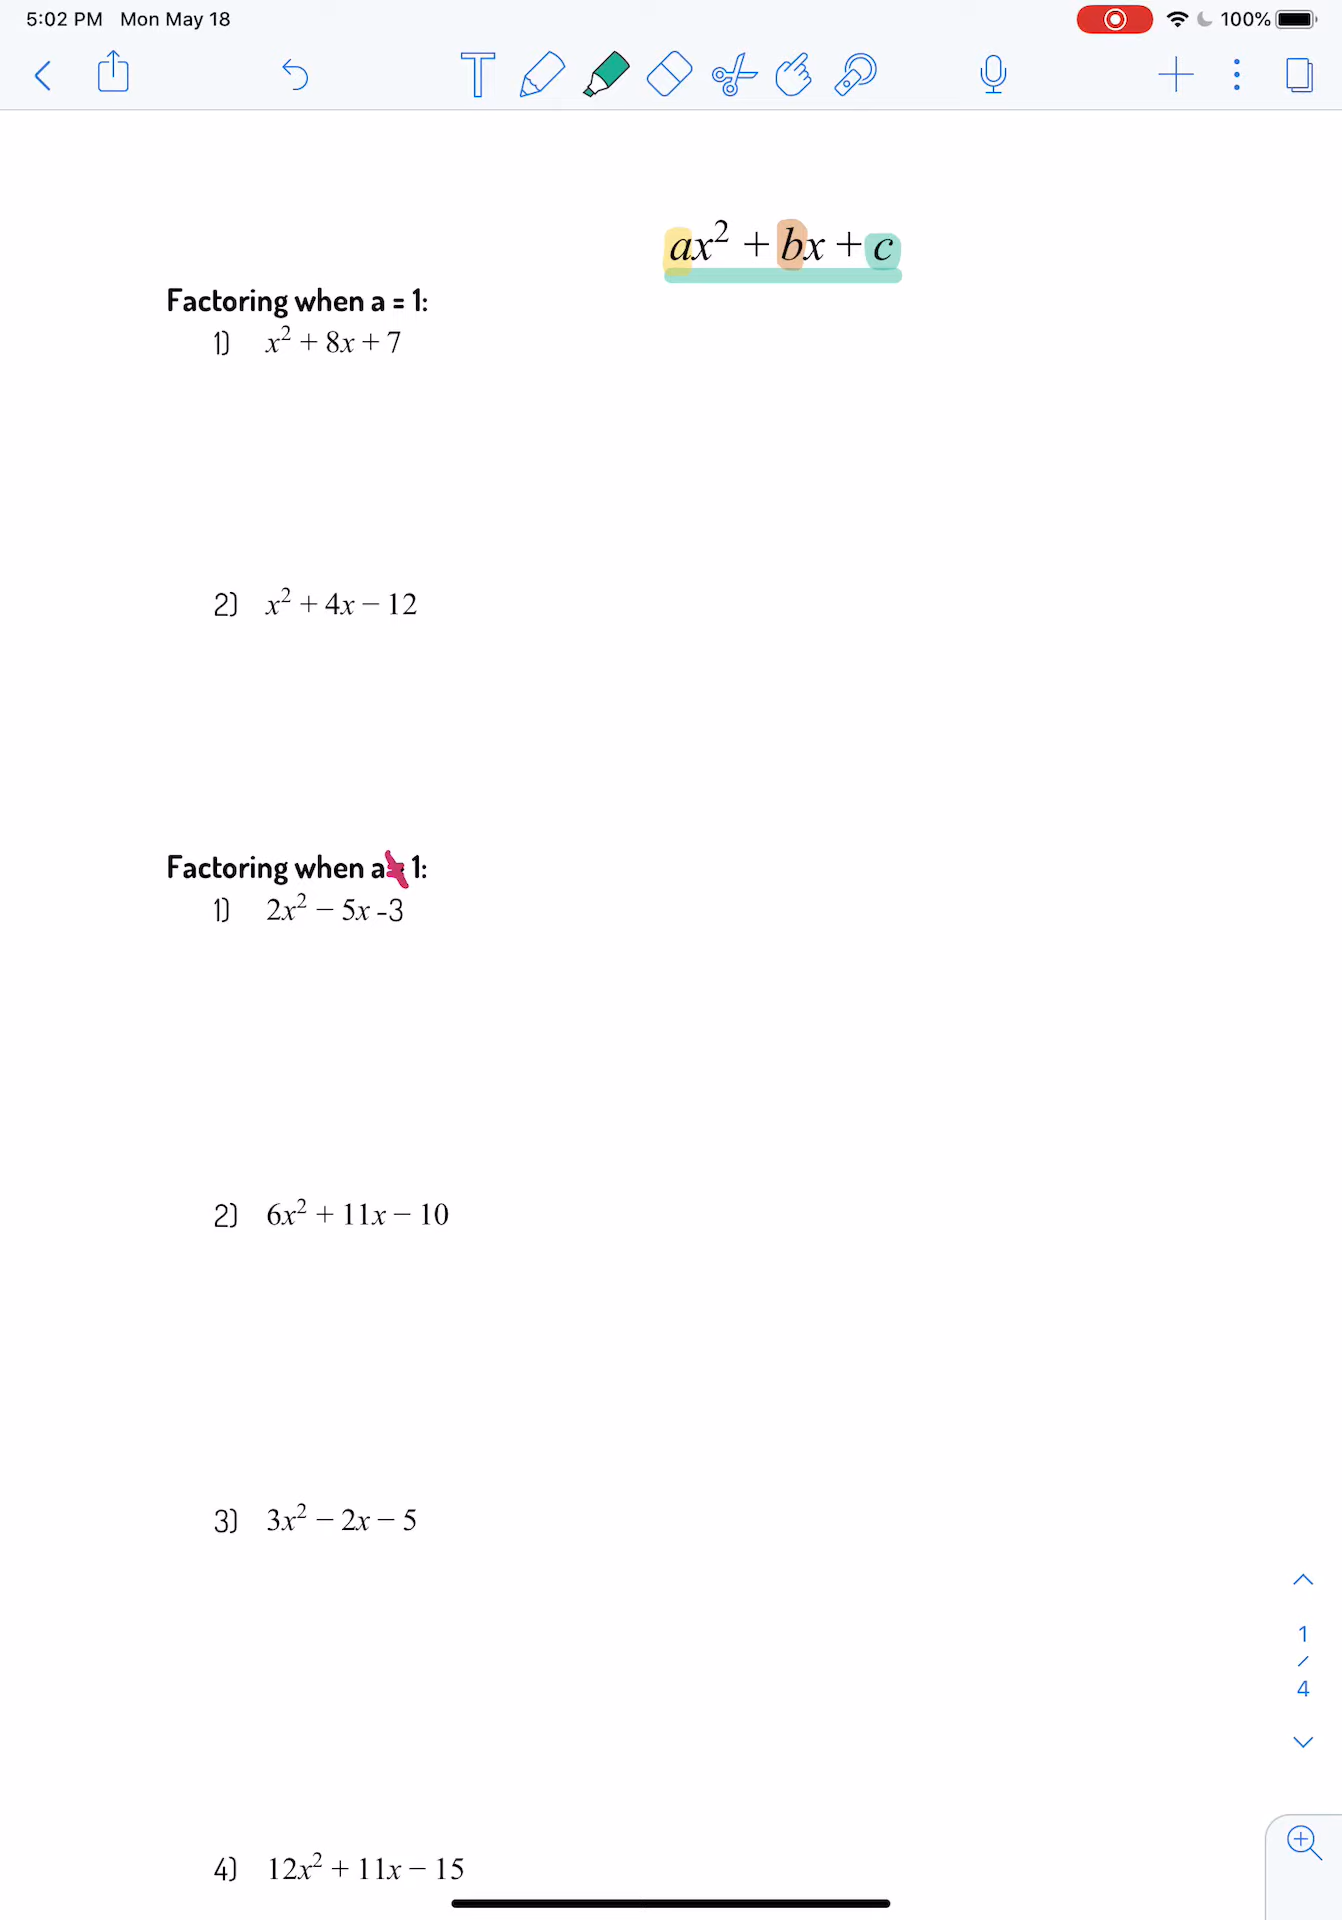 5:02 PM Mon May 18 100%
ax² + bx + c
Factoring when a = 1:
1) x² + 8x + 7
2) x² + 4x − 12
Factoring when a ≠ 1:
1) 2x² − 5x -3
2) 6x² + 11x − 10
3) 3x² − 2x − 5
1
/
4
4) 12x² + 11x − 15